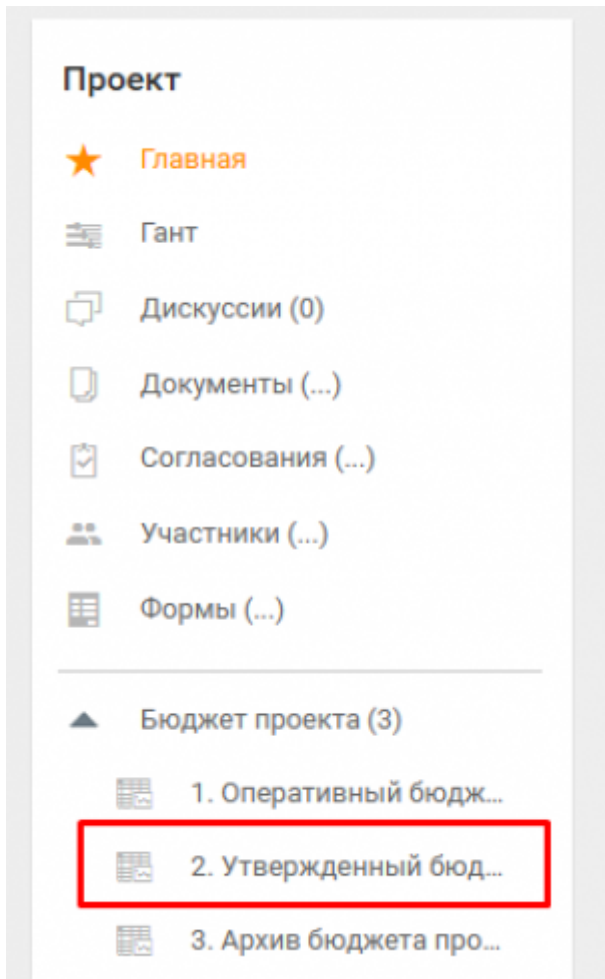 Проект
Главная
Гант
Дискуссии (0)
Документы (...)
Согласования (...)
Участники (...)
Формы (...)
Бюджет проекта (3)
1. Оперативный бюдж...
2. Утвержденный бюд...
3. Архив бюджета про...